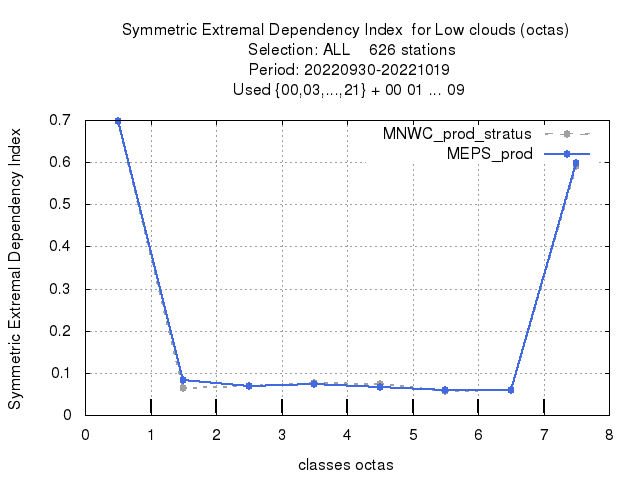 Symmetric Extremal Dependency Index  for Low clouds (octas)
Selection: ALL    626 stations
Period: 20220930-20221019
Used {00,03,...,21} + 00 01 ... 09
Symmetric Extremal Dependency Index
0.7
0.6
0.5
0.4
0.3
0.2
0.1
0
MNWC_prod_stratus
MEPS_prod
0 1 2 3 4 5 6 7 8
classes octas